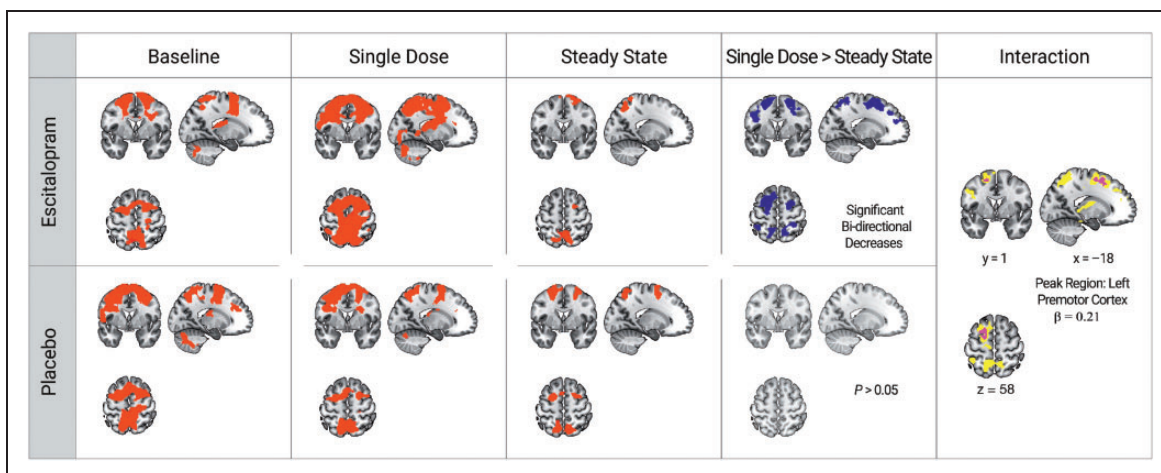 Baseline
Single Dose
Steady State
Single Dose > Steady State
Interaction
Escitalopram
Significant
Bi-directional
Decreases
y = 1
x = −18
Peak Region: Left
Premotor Cortex
β = 0.21
z = 58
Placebo
P > 0.05